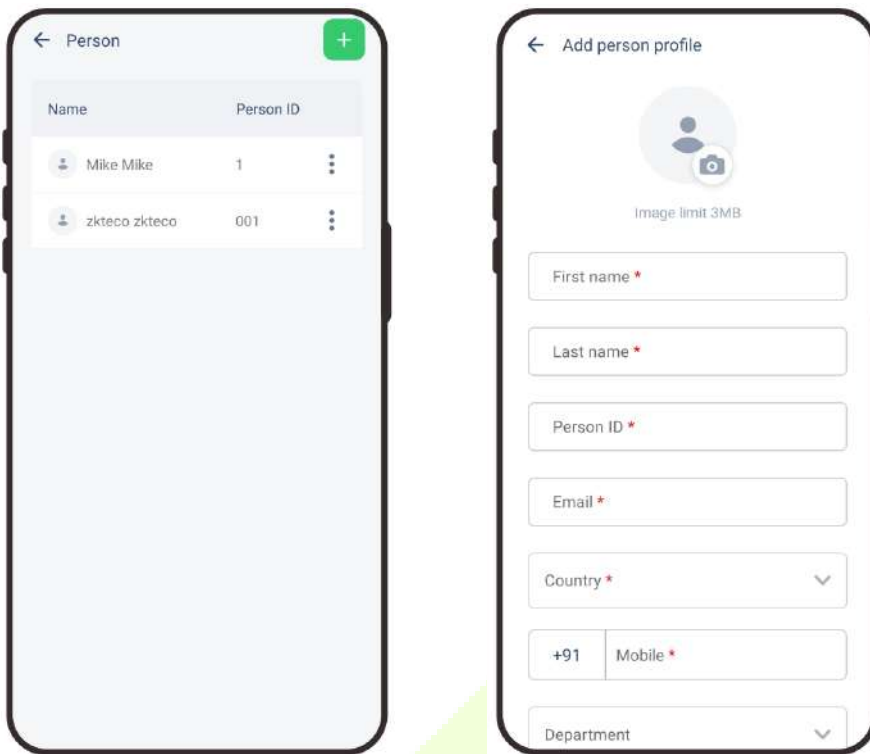 Person
+
Name Person ID
Mike Mike 1
zkteco zkteco 001
Add person profile
Image limit 3MB
First name *
Last name *
Person ID *
Email *
Country *
+91 Mobile *
Department